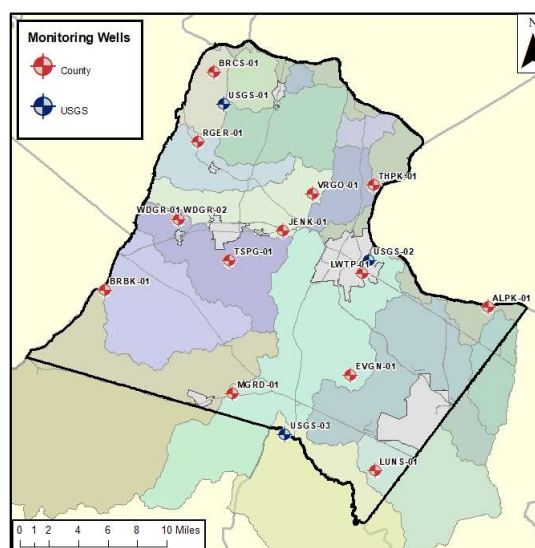 Monitoring Wells
County
USGS
N
BRCS-01
USGS-01
RGER-01
THPK-01
VRGO-01
WDGR-01 WDGR-02
JENK-01
TSPG-01
USGS-02
LWTP-01
BRBK-01
ALPK-01
EVGN-01
MGRD-01
USGS-03
LUNS-01
0 1 2 4 6 8 10 Miles